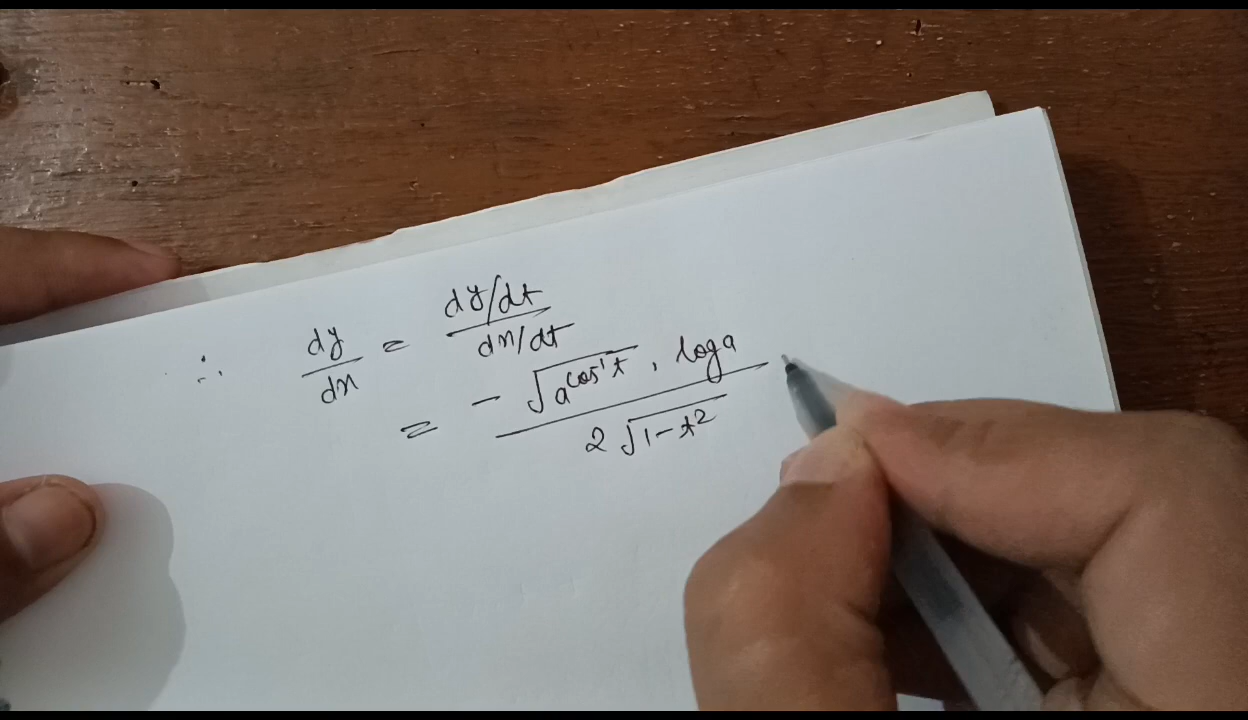 ∴ dy/dx = (dy/dt)/(dx/dt)
= - √(a^(cos⁻¹t)) . log a / 2√(1-t²)